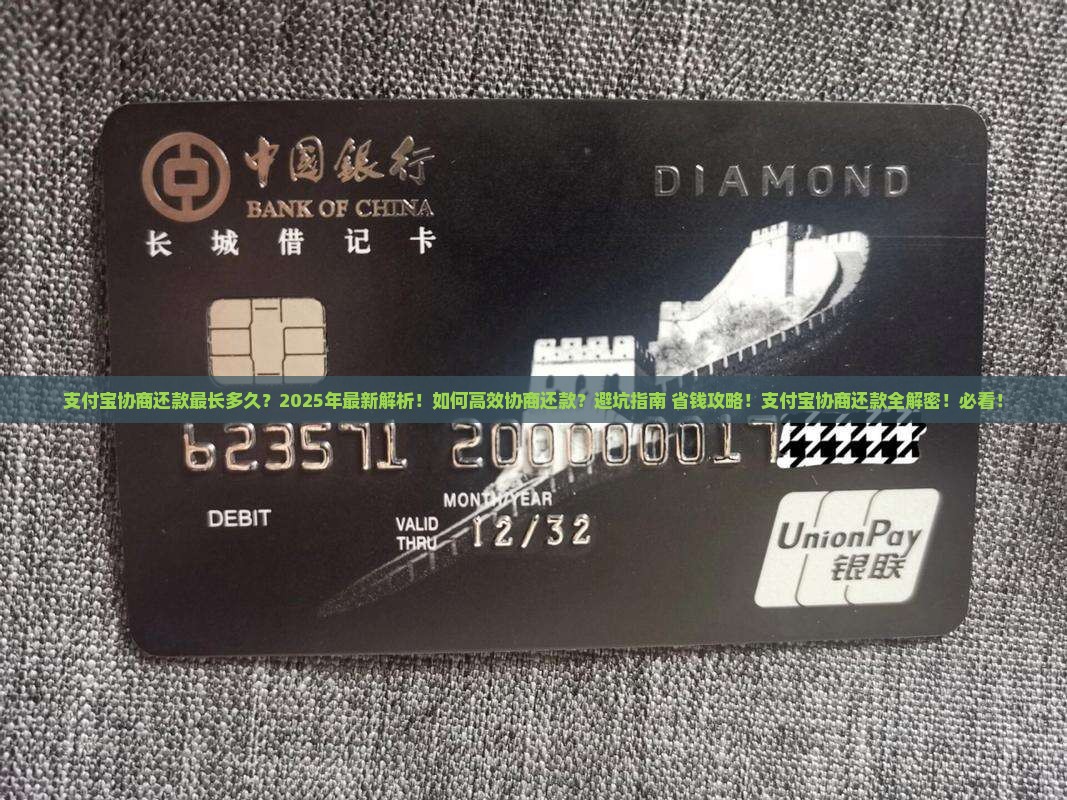 中国銀行
BANK OF CHINA
长城借记卡
DIAMOND
支付宝协商还款最长多久？2025年最新解析！如何高效协商还款？避坑指南 省钱攻略！支付宝协商还款全解密！必看！
623571 200000017
MONTH/YEAR
DEBIT
VALID THRU 12/32
UnionPay
银联